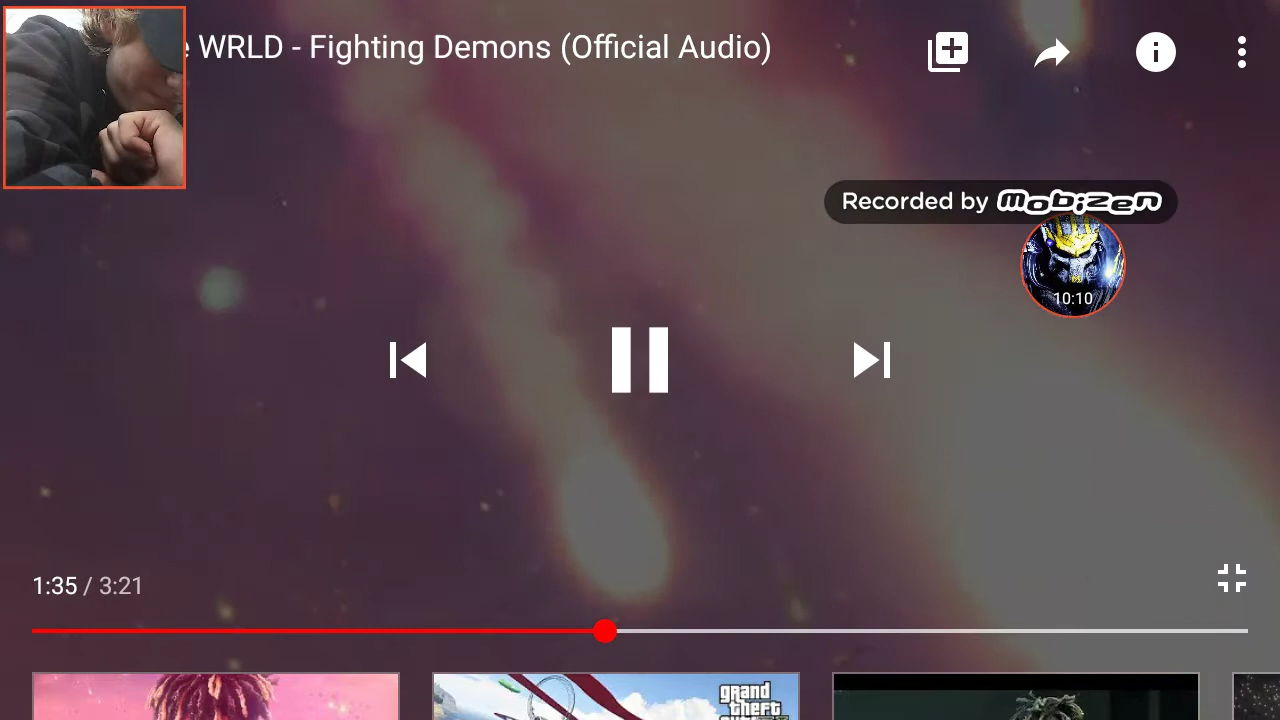 e WRLD - Fighting Demons (Official Audio)
Recorded by mobizen
10:10
1:35 / 3:21
grand
theft